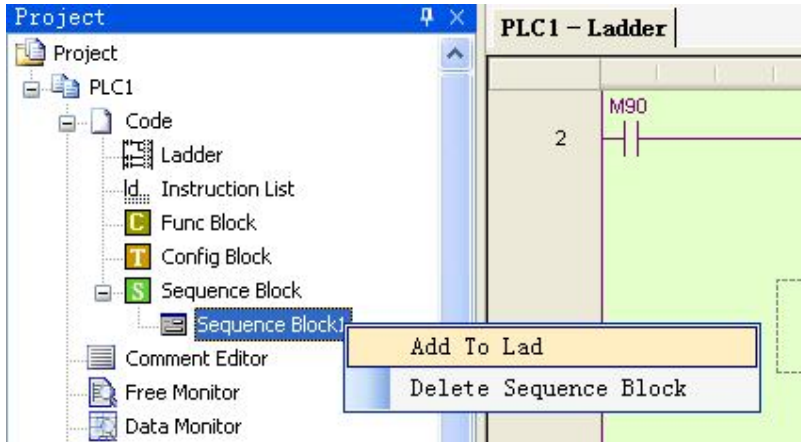 Project
PLC1 - Ladder
Project
PLC1
Code
M90
2
Ladder
ld... Instruction List
C Func Block
T Config Block
S Sequence Block
Sequence Block1
Add To Lad
Comment Editor
Delete Sequence Block
Free Monitor
Data Monitor